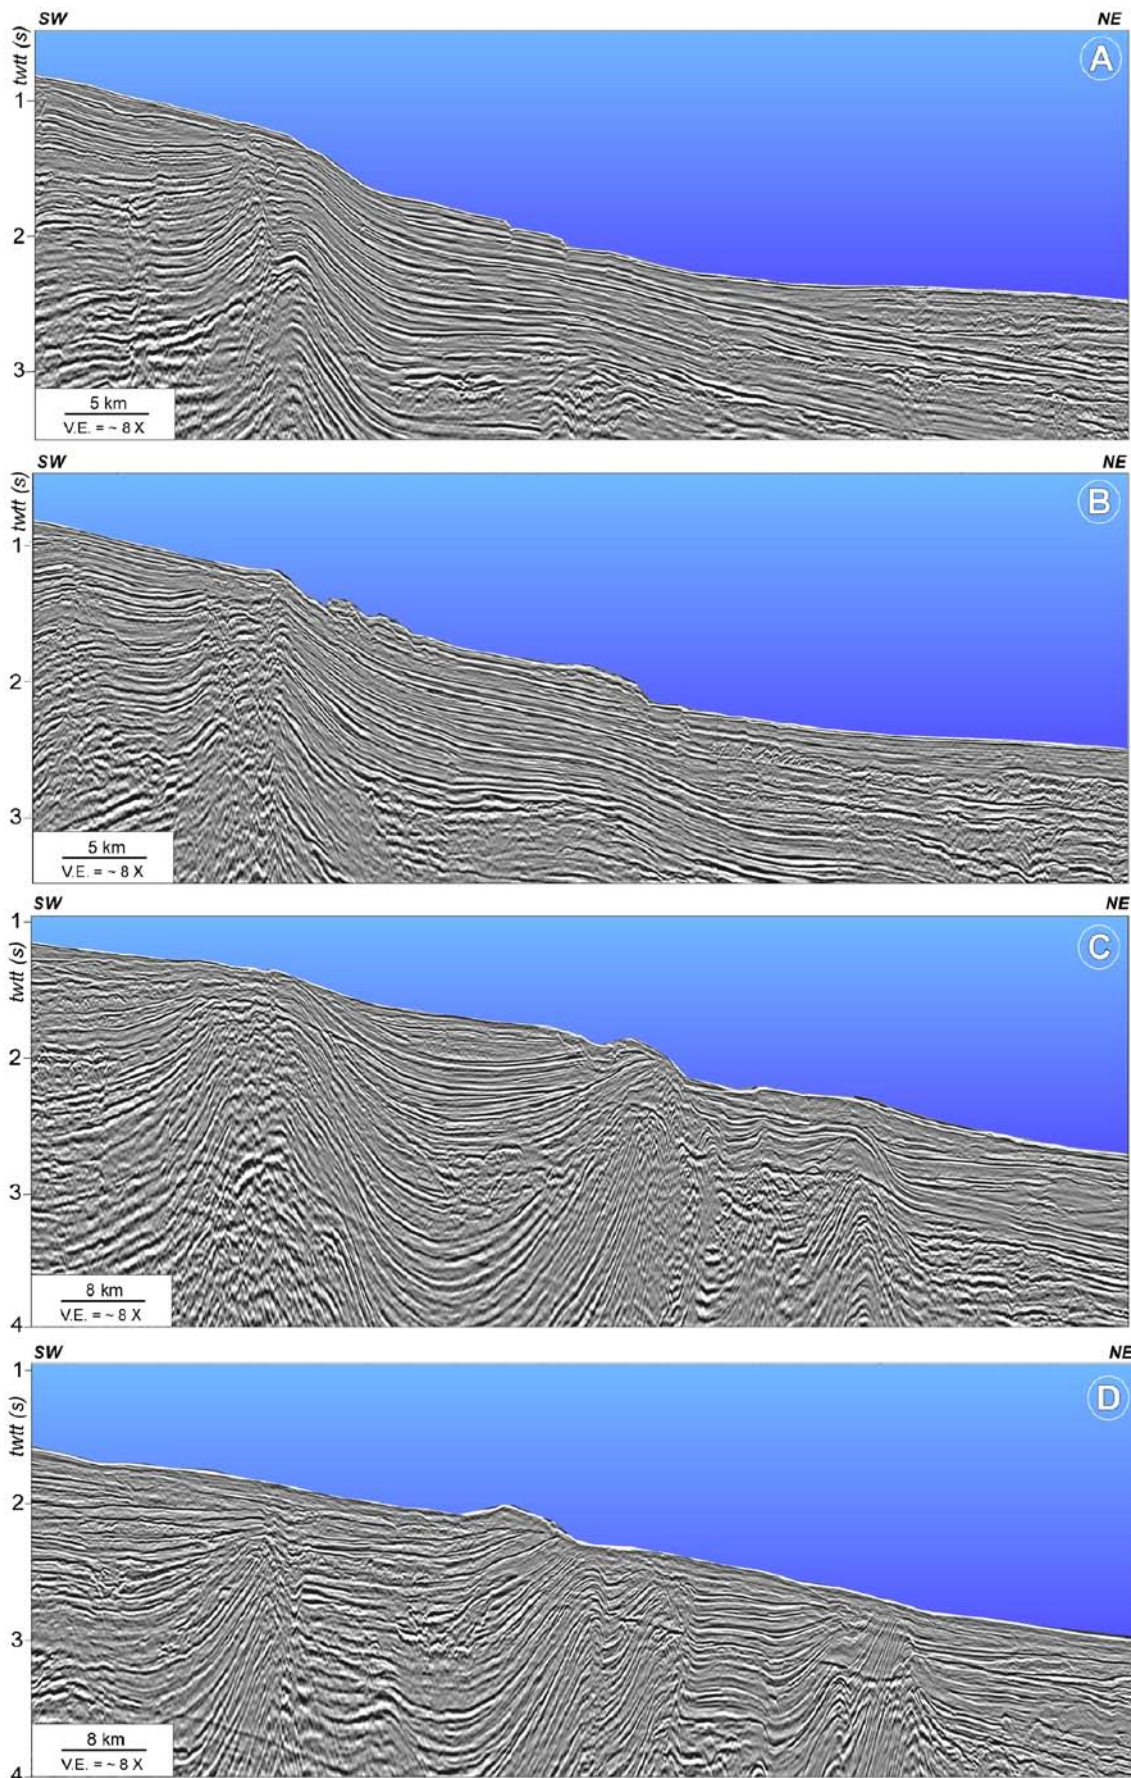 SW NE
twtt (s)
A
1
2
3
5 km
V.E. = ~ 8 X
SW NE
twtt (s)
B
1
2
3
5 km
V.E. = ~ 8 X
SW NE
1
C
twtt (s)
2
3
8 km
V.E. = ~ 8 X
4
SW NE
1
D
twtt (s)
2
3
8 km
V.E. = ~ 8 X
4